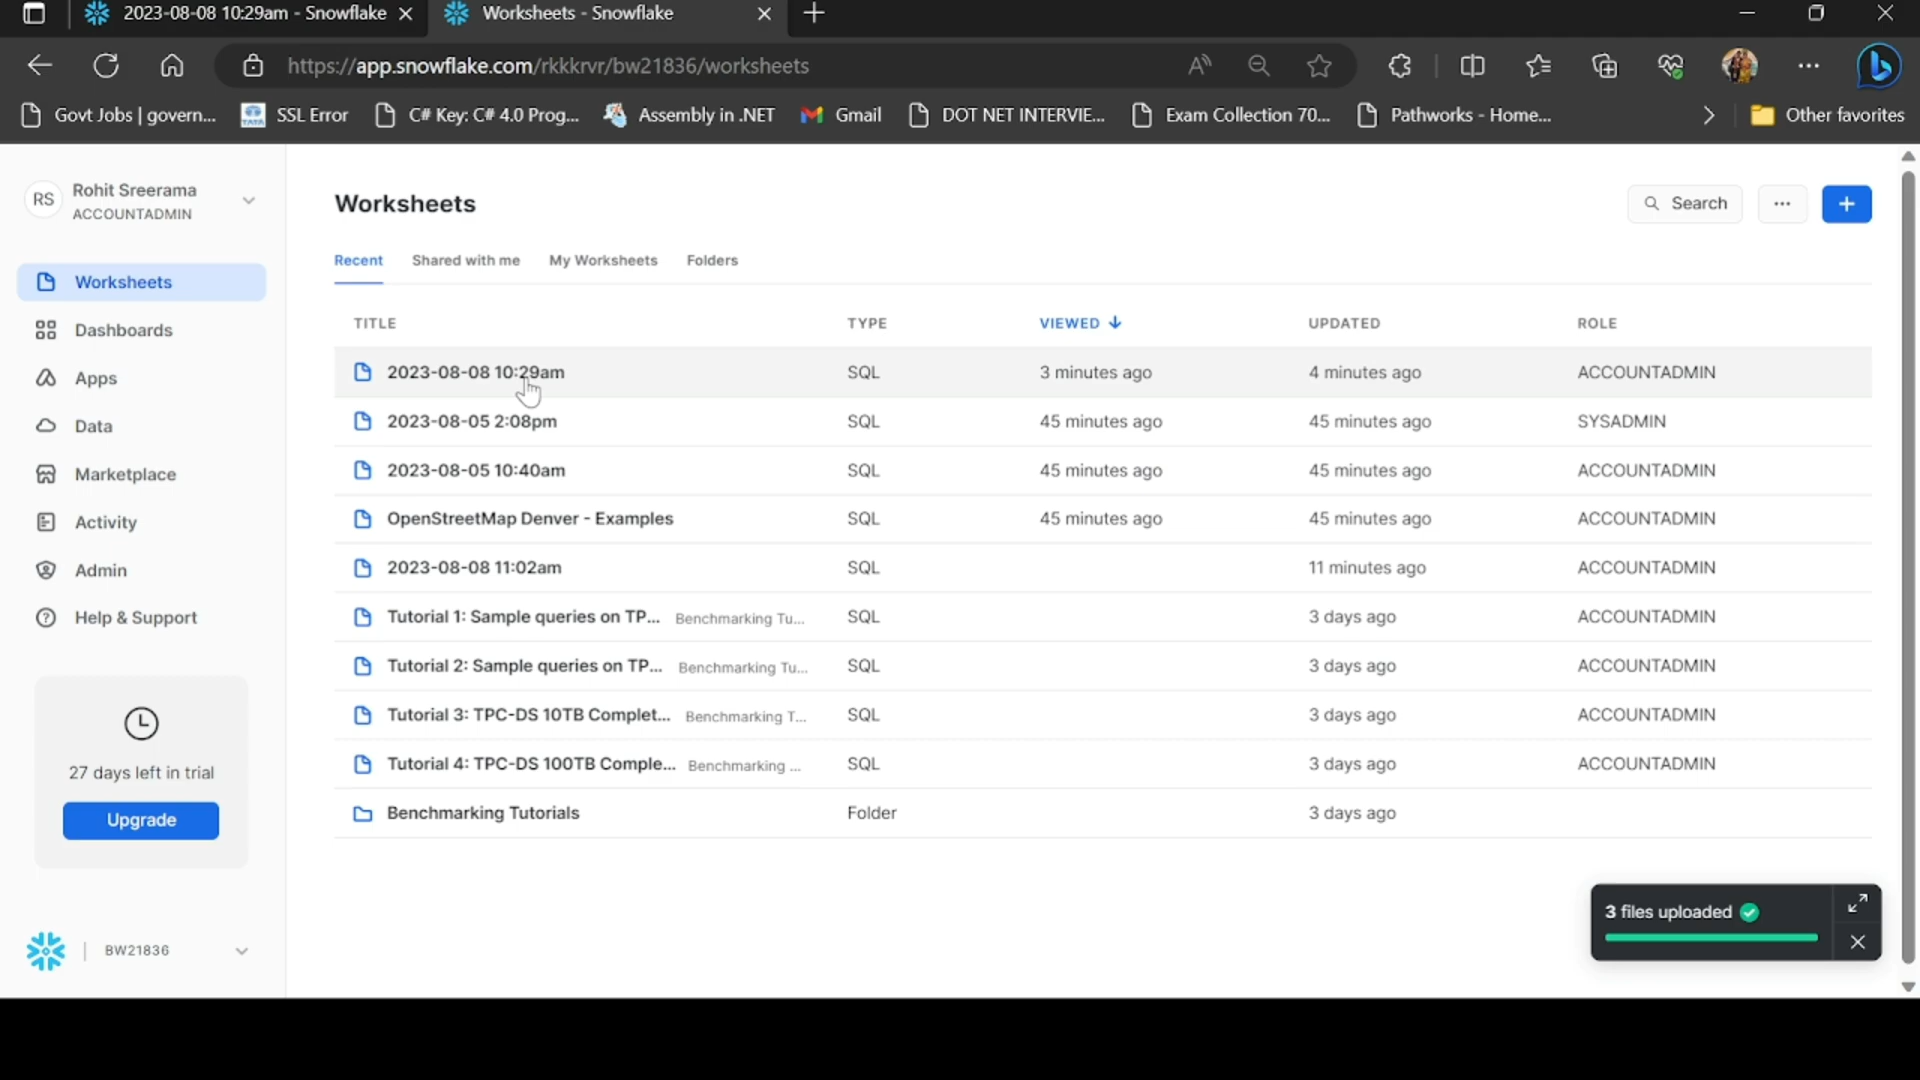 2023-08-08 10:29am - Snowflake
Worksheets - Snowflake
https://app.snowflake.com/rkkkrvr/bw21836/worksheets
Govt Jobs | govern...
TATA
SSL Error
C# Key: C# 4.0 Prog...
Assembly in .NET
Gmail
DOT NET INTERVIE...
Exam Collection 70...
Pathworks - Home...
Other favorites
RS
Rohit Sreerama
ACCOUNTADMIN
Worksheets
Dashboards
Apps
Data
Marketplace
Activity
Admin
Help & Support
27 days left in trial
Upgrade
BW21836
Worksheets
Search
Recent Shared with me My Worksheets Folders
TITLE TYPE VIEWED UPDATED ROLE
2023-08-08 10:29am SQL 3 minutes ago 4 minutes ago ACCOUNTADMIN
2023-08-05 2:08pm SQL 45 minutes ago 45 minutes ago SYSADMIN
2023-08-05 10:40am SQL 45 minutes ago 45 minutes ago ACCOUNTADMIN
OpenStreetMap Denver - Examples SQL 45 minutes ago 45 minutes ago ACCOUNTADMIN
2023-08-08 11:02am SQL 11 minutes ago ACCOUNTADMIN
Tutorial 1: Sample queries on TP... Benchmarking Tu... SQL 3 days ago ACCOUNTADMIN
Tutorial 2: Sample queries on TP... Benchmarking Tu... SQL 3 days ago ACCOUNTADMIN
Tutorial 3: TPC-DS 10TB Complet... Benchmarking T... SQL 3 days ago ACCOUNTADMIN
Tutorial 4: TPC-DS 100TB Comple... Benchmarking ... SQL 3 days ago ACCOUNTADMIN
Benchmarking Tutorials Folder 3 days ago
3 files uploaded